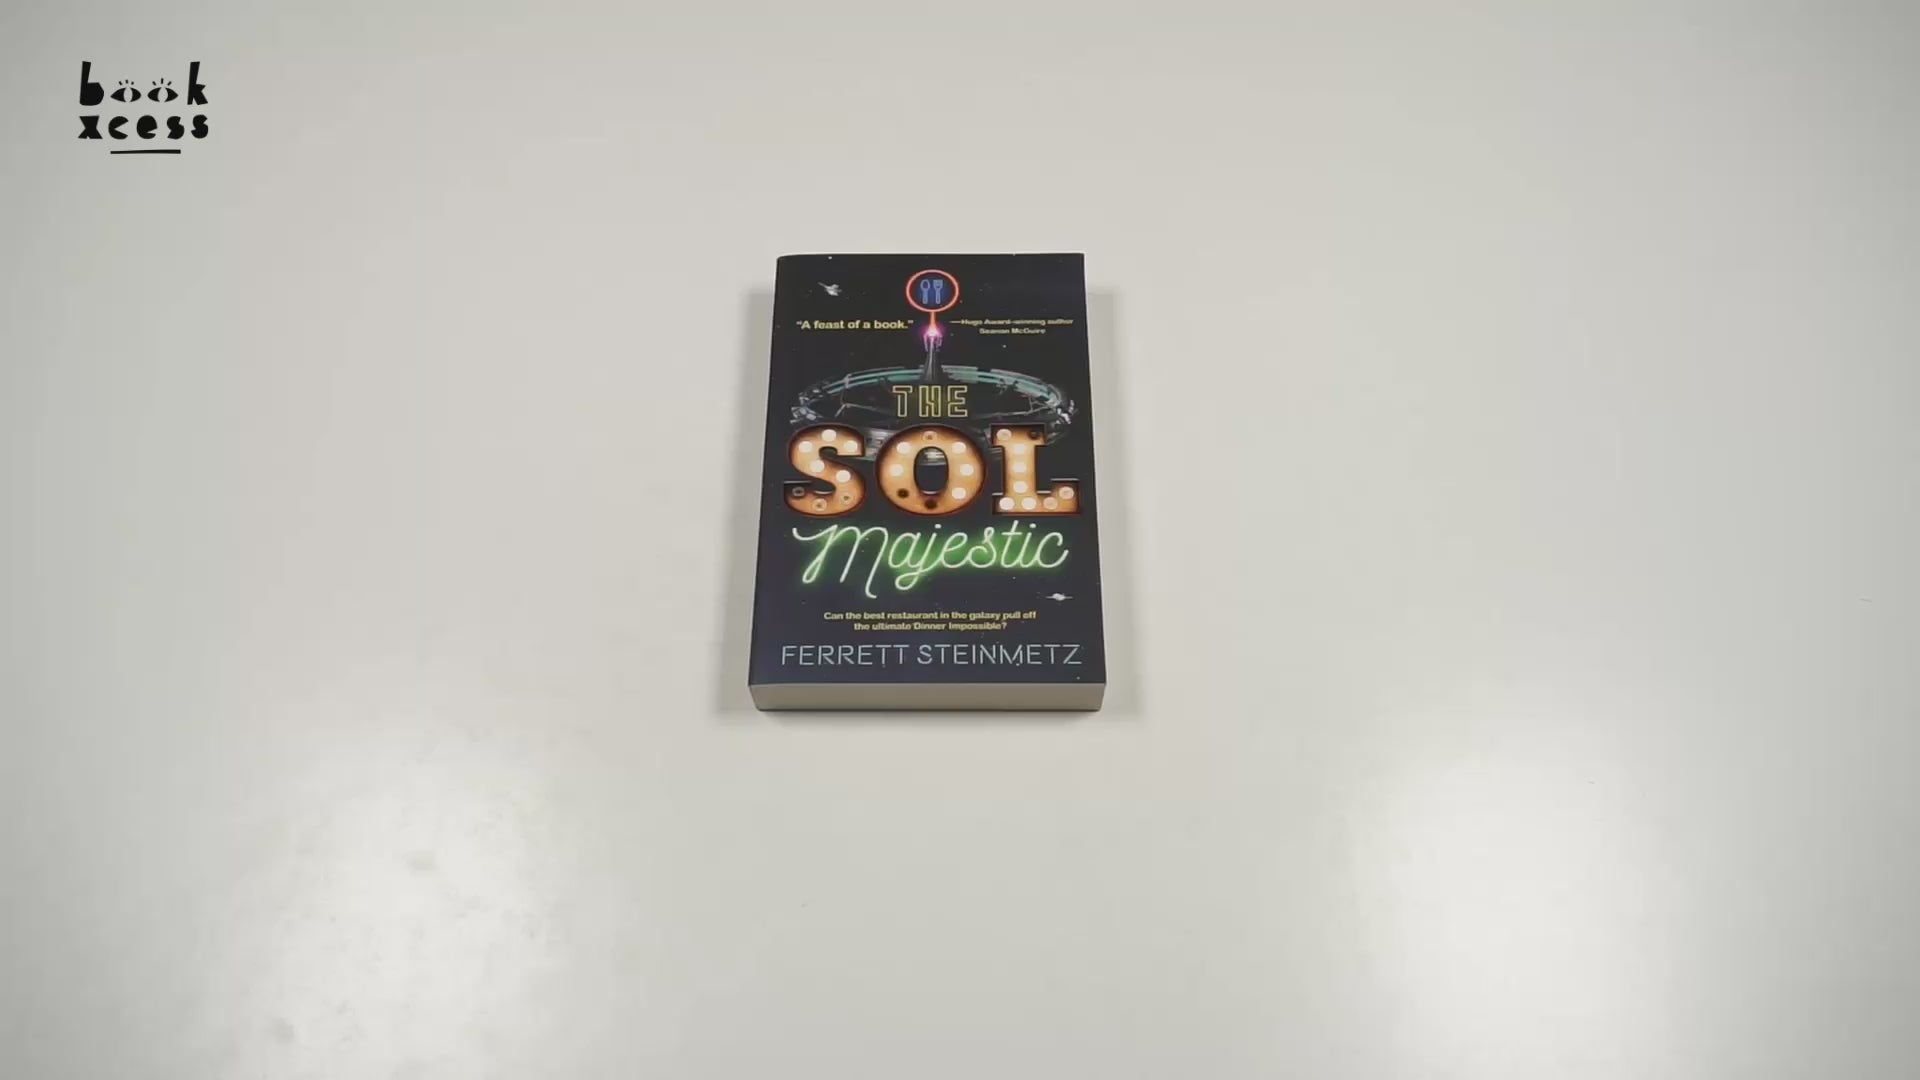 book
xcess
"A feast of a book."
—Hugo Award-winning author
Seanan McGuire
THE
SOL
Majestic
Can the best restaurant in the galaxy pull off
the ultimate Dinner Impossible?
FERRETT STEINMETZ